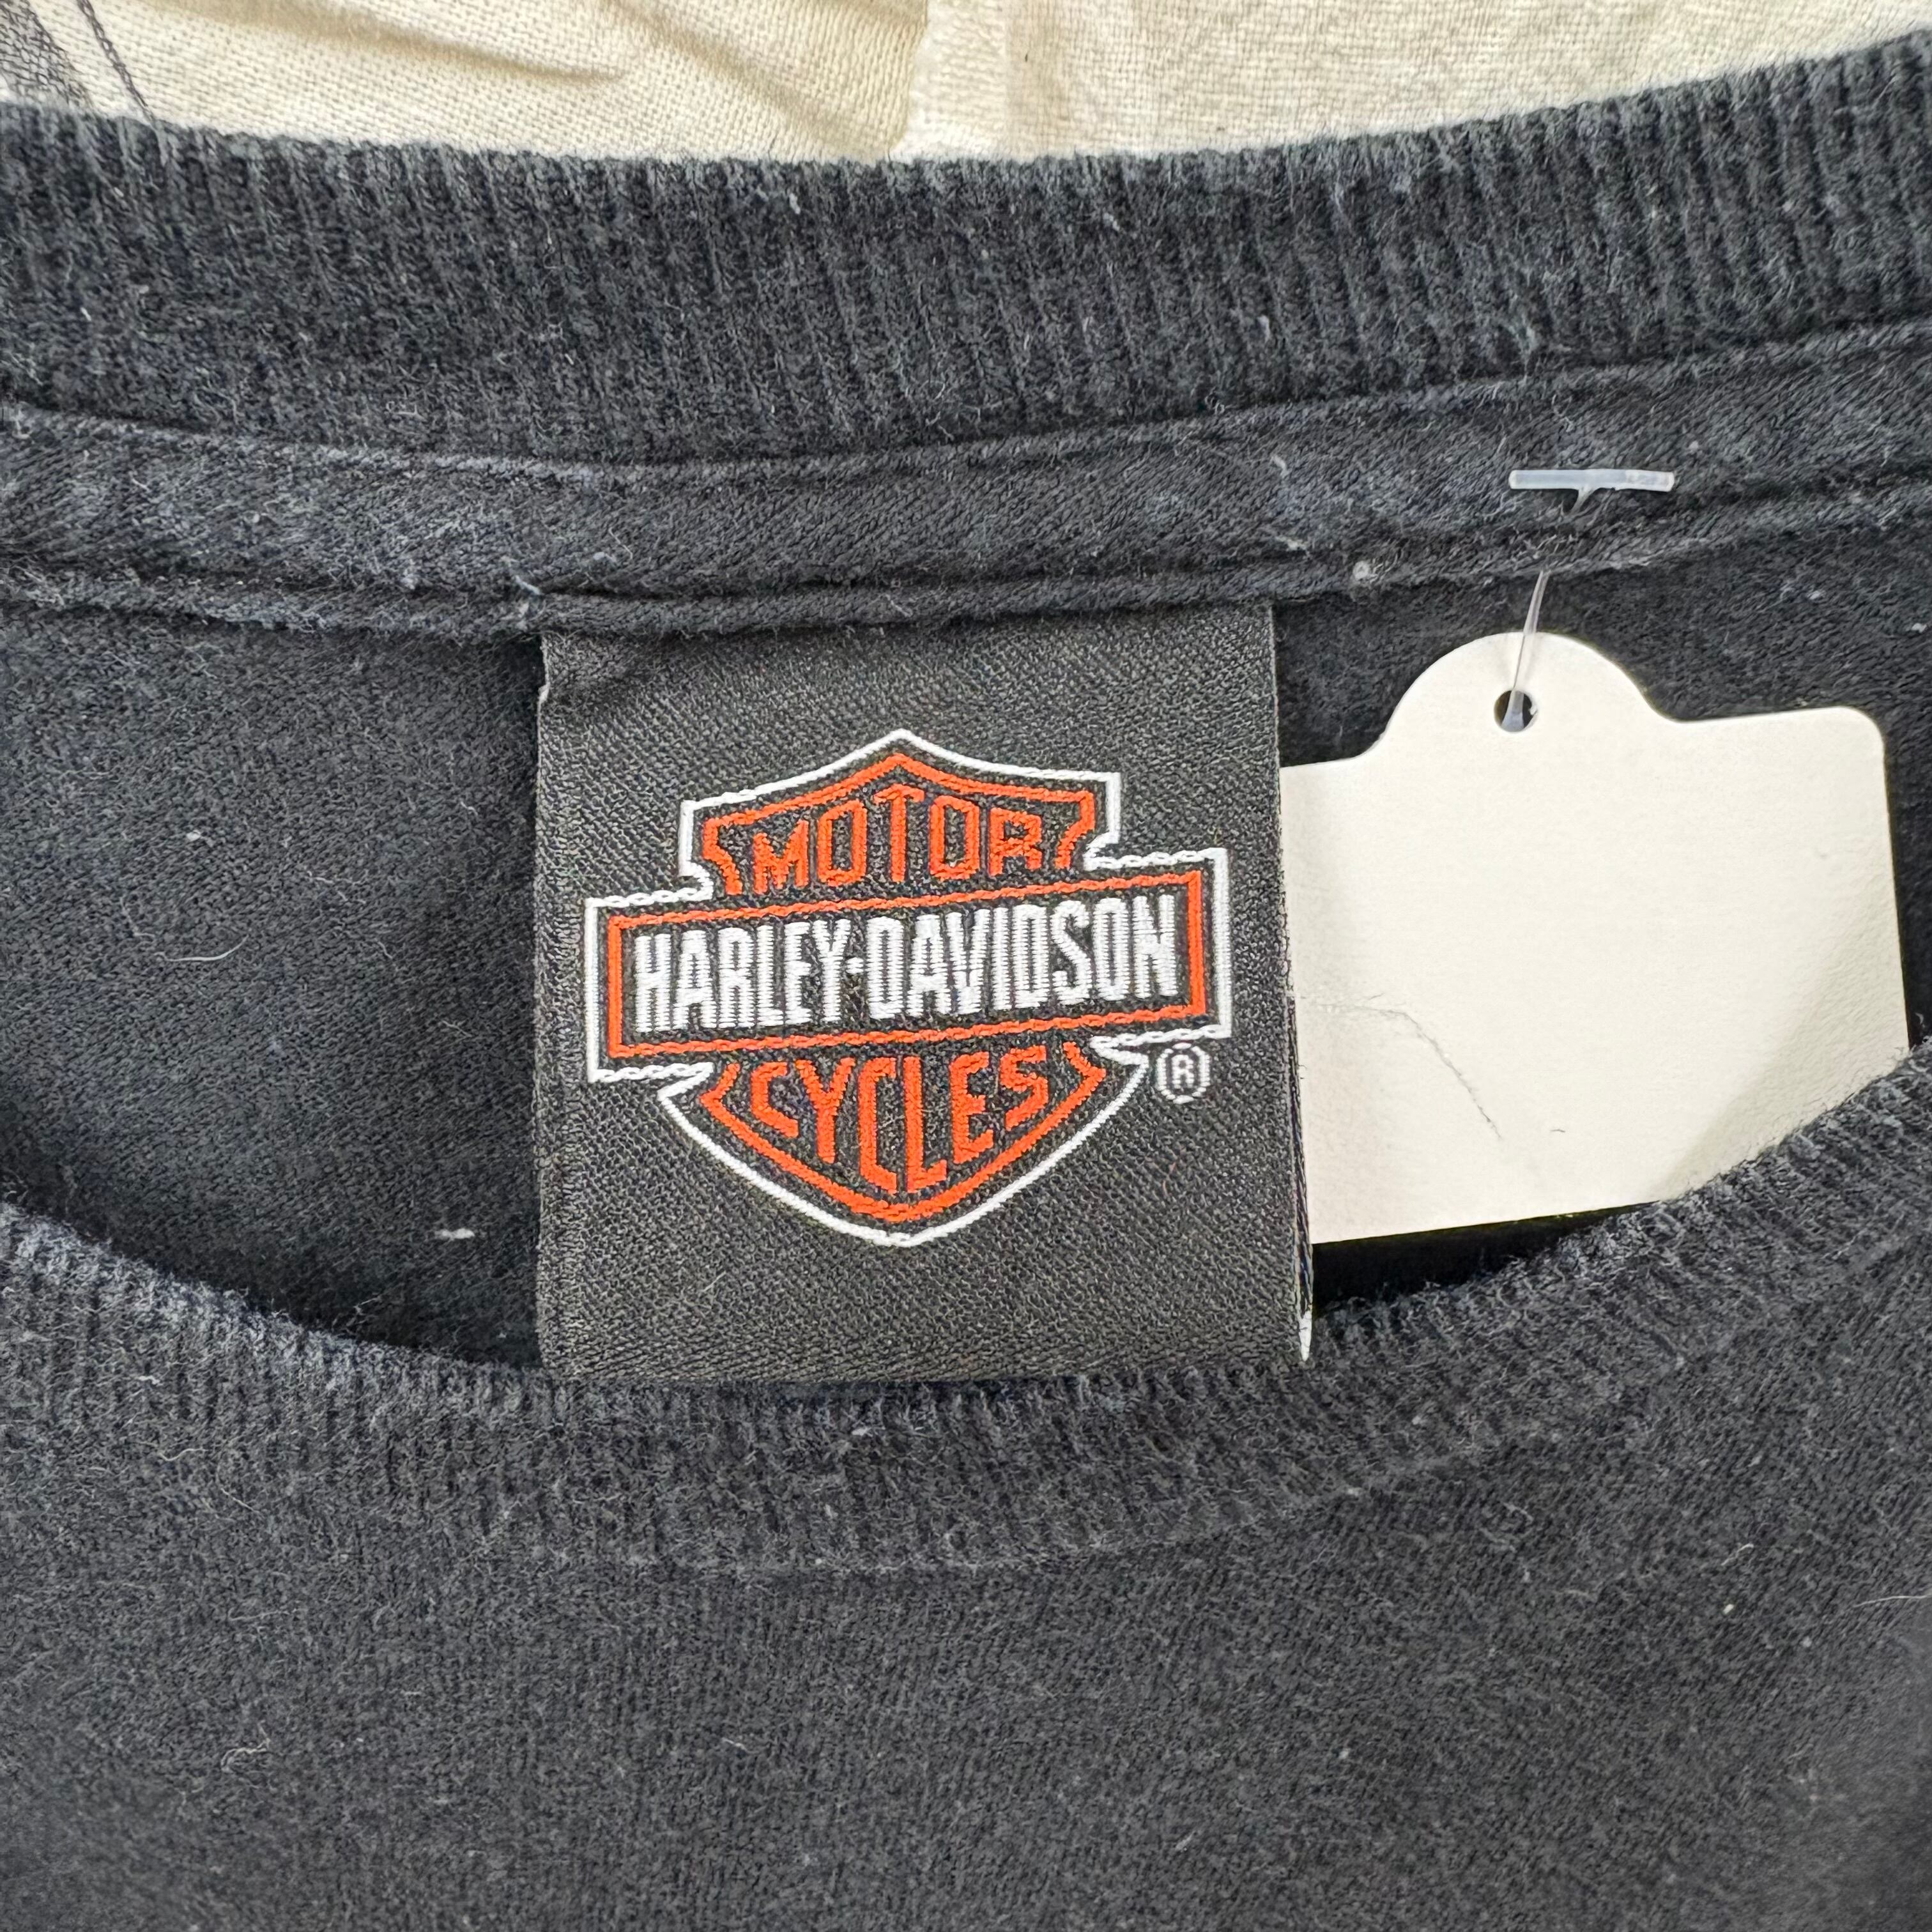 MOTOR
HARLEY-DAVIDSON
CYCLES
®